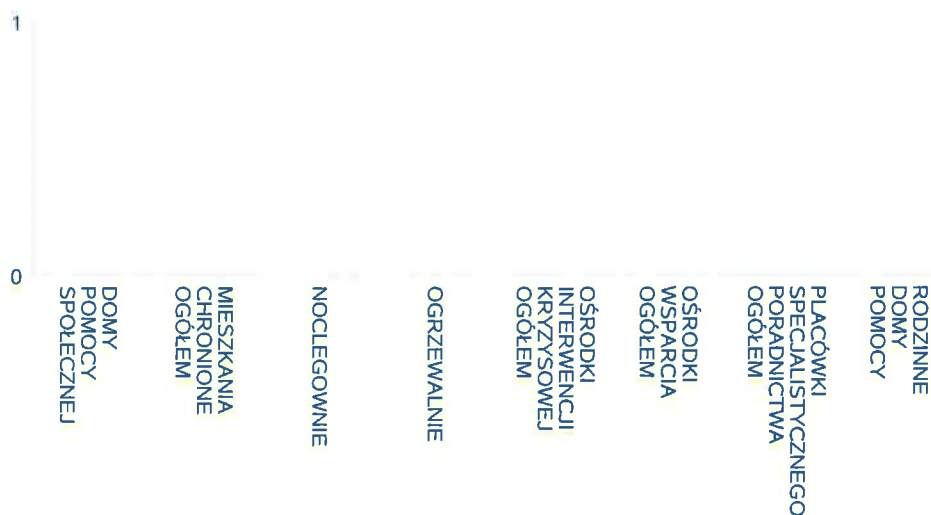 1
0
DOMY
POMOCY
SPOŁECZNEJ
MIESZKANIA
CHRONIONE
OGÓŁEM
NOCLEGOWNIE
OGRZEWALNIE
OŚRODKI
INTERWENCJI
KRYZYSOWEJ
OGÓŁEM
OŚRODKI
WSPARCIA
OGÓŁEM
PLACÓWKI
SPECJALISTYCZNEGO
PORADNICTWA
OGÓŁEM
RODZINNE
DOMY
POMOCY